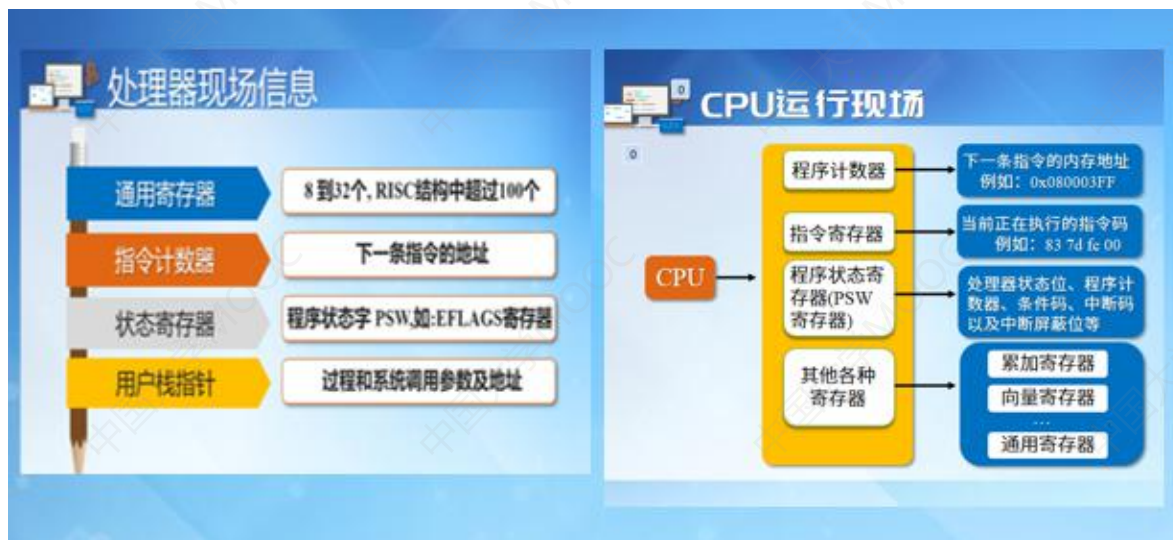 处理器现场信息
通用寄存器
8到32个, RISC结构中超过100个
指令计数器
下一条指令的地址
状态寄存器
程序状态字 PSW,如:EFLAGS寄存器
用户栈指针
过程和系统调用参数及地址
0
CPU运行现场
0
CPU
程序计数器
下一条指令的内存地址
例如：0x080003FF
指令寄存器
当前正在执行的指令码
例如：83 7d fc 00
程序状态寄
存器(PSW
寄存器)
处理器状态位、程序计
数器、条件码、中断码
以及中断屏蔽位等
其他各种
寄存器
累加寄存器
向量寄存器
...
通用寄存器